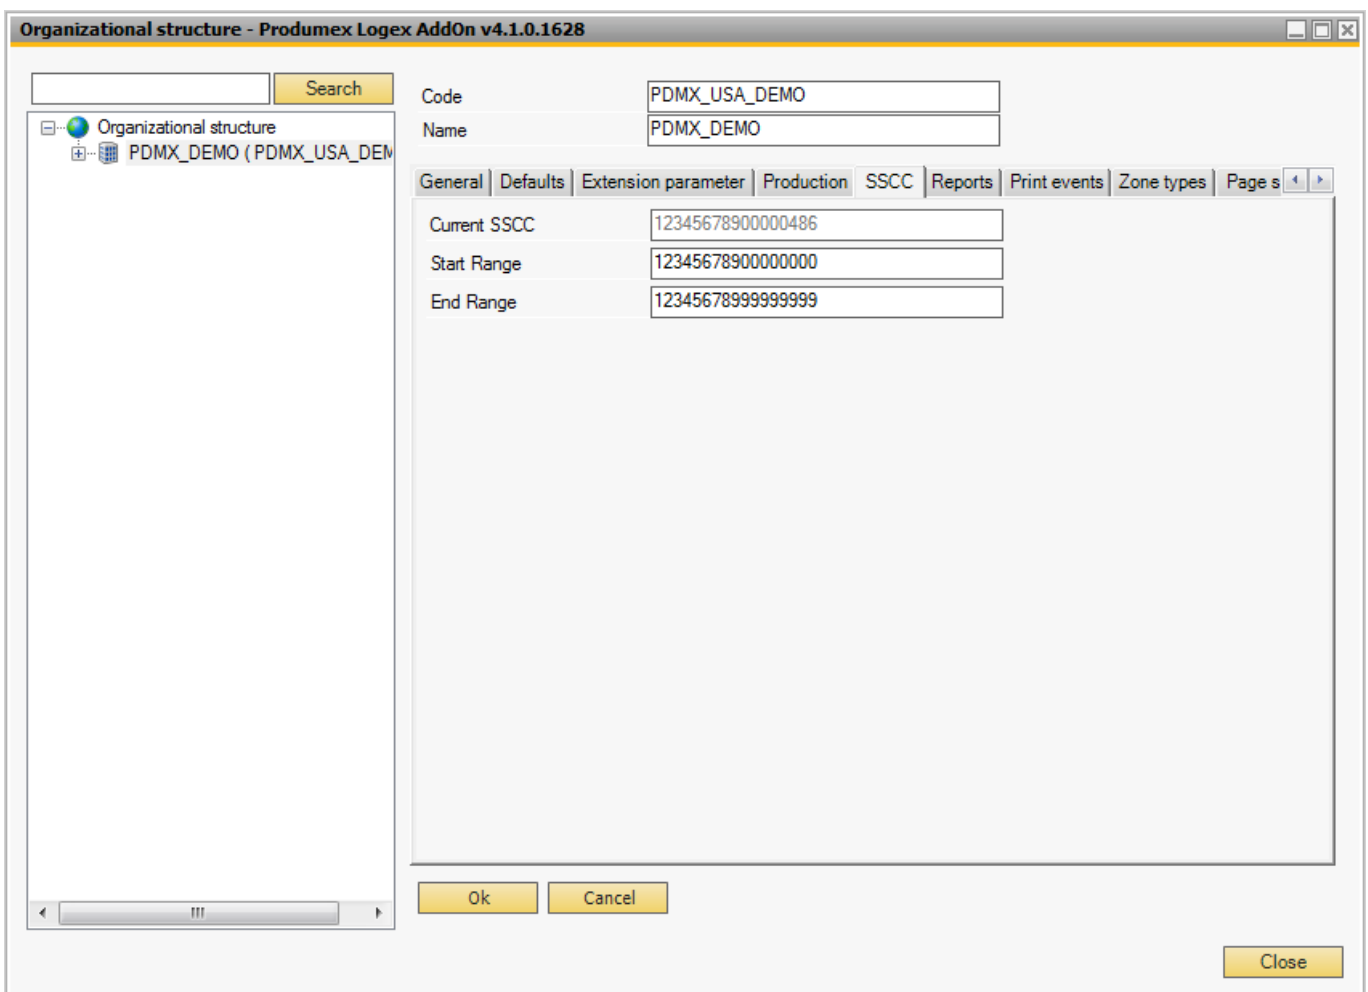 Organizational structure - Produmex Logex AddOn v4.1.0.1628
Search
Organizational structure
PDMX_DEMO ( PDMX_USA_DEM
Code PDMX_USA_DEMO
Name PDMX_DEMO
General Defaults Extension parameter Production SSCC Reports Print events Zone types Page s
Current SSCC 12345678900000486
Start Range 12345678900000000
End Range 12345678999999999
Ok Cancel
Close